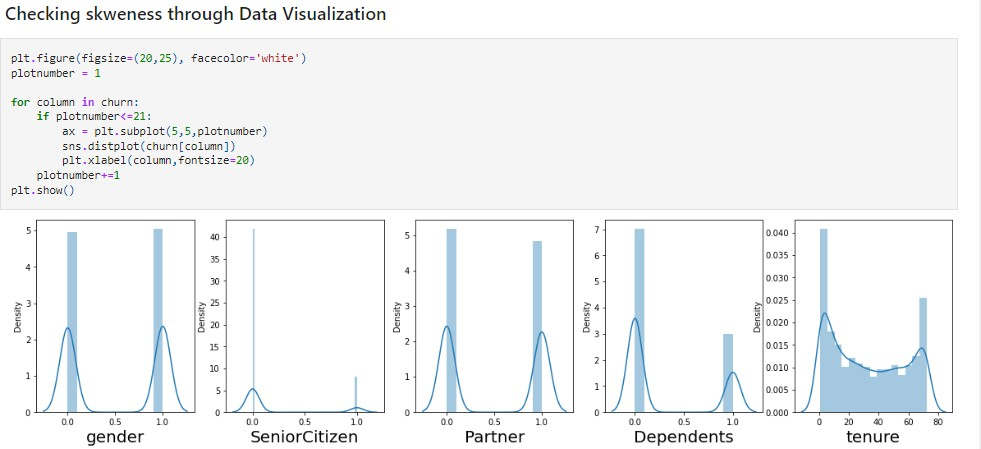 Checking skweness through Data Visualization
plt.figure(figsize=(20,25), facecolor='white')
plotnumber = 1
for column in churn:
    if plotnumber<=21:
        ax = plt.subplot(5,5,plotnumber)
        sns.distplot(churn[column])
        plt.xlabel(column,fontsize=20)
    plotnumber+=1
plt.show()
5
4
3
2
1
0
Density
0.0 0.5 1.0
gender
40
35
30
25
20
15
10
5
0
Density
0.0 0.5 1.0
SeniorCitizen
5
4
3
2
1
0
Density
0.0 0.5 1.0
Partner
7
6
5
4
3
2
1
0
Density
0.0 0.5 1.0
Dependents
0.040
0.035
0.030
0.025
0.020
0.015
0.010
0.005
0.000
Density
0 20 40 60 80
tenure